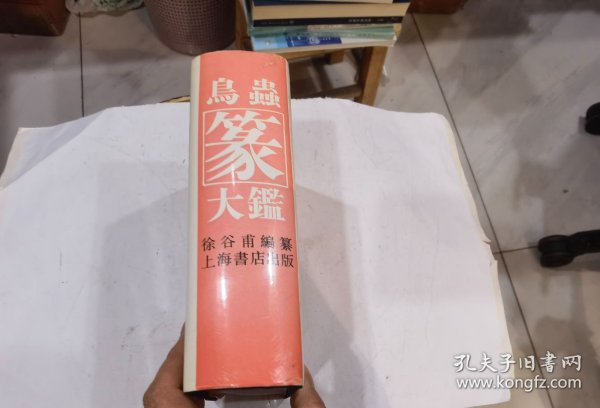 鳥蟲
篆
大鑑
徐谷甫編纂
上海書店出版
孔夫子旧书网
www.kongfz.com